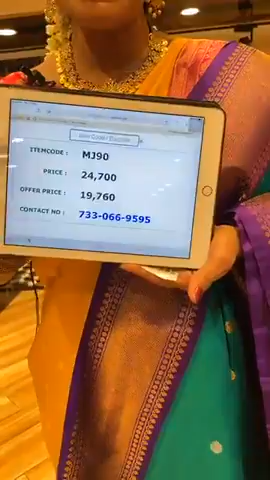 ITEMCODE : MJ90
PRICE : 24,700
OFFER PRICE : 19,760
CONTACT NO : 733-066-9595